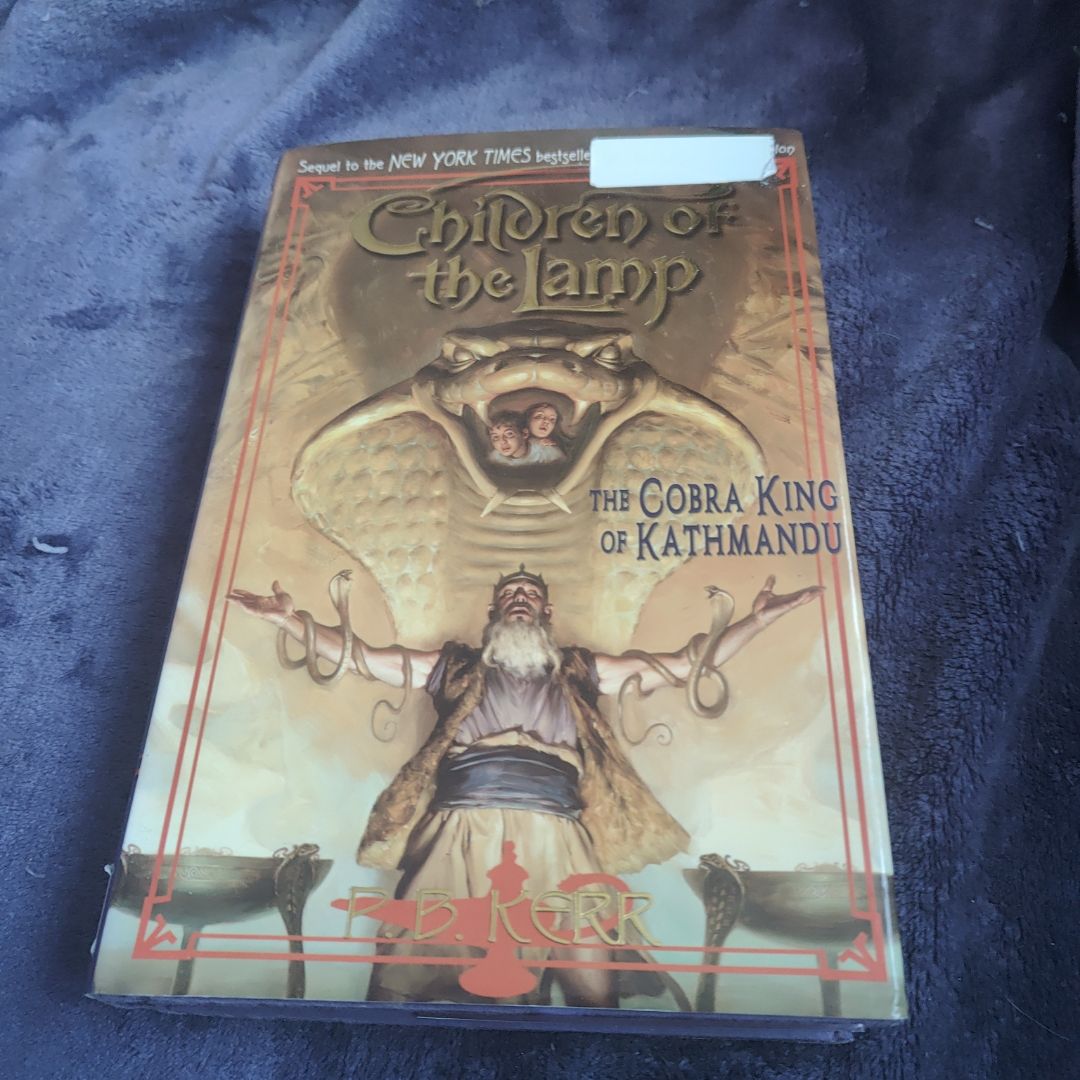 Sequel to the NEW YORK TIMES bestselle
Children of
the Lamp
THE COBRA KING
OF KATHMANDU
P. B. KERR